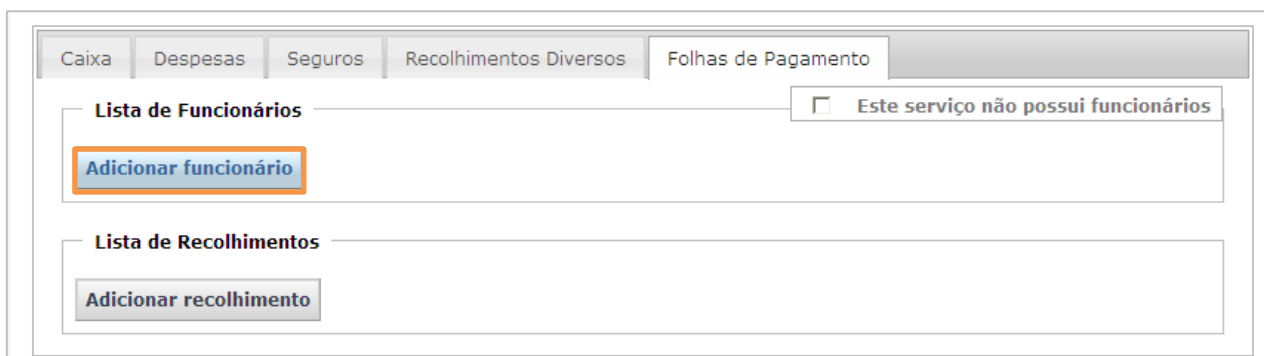 Caixa Despesas Seguros Recolhimentos Diversos Folhas de Pagamento
Lista de Funcionários Este serviço não possui funcionários
Adicionar funcionário
Lista de Recolhimentos
Adicionar recolhimento